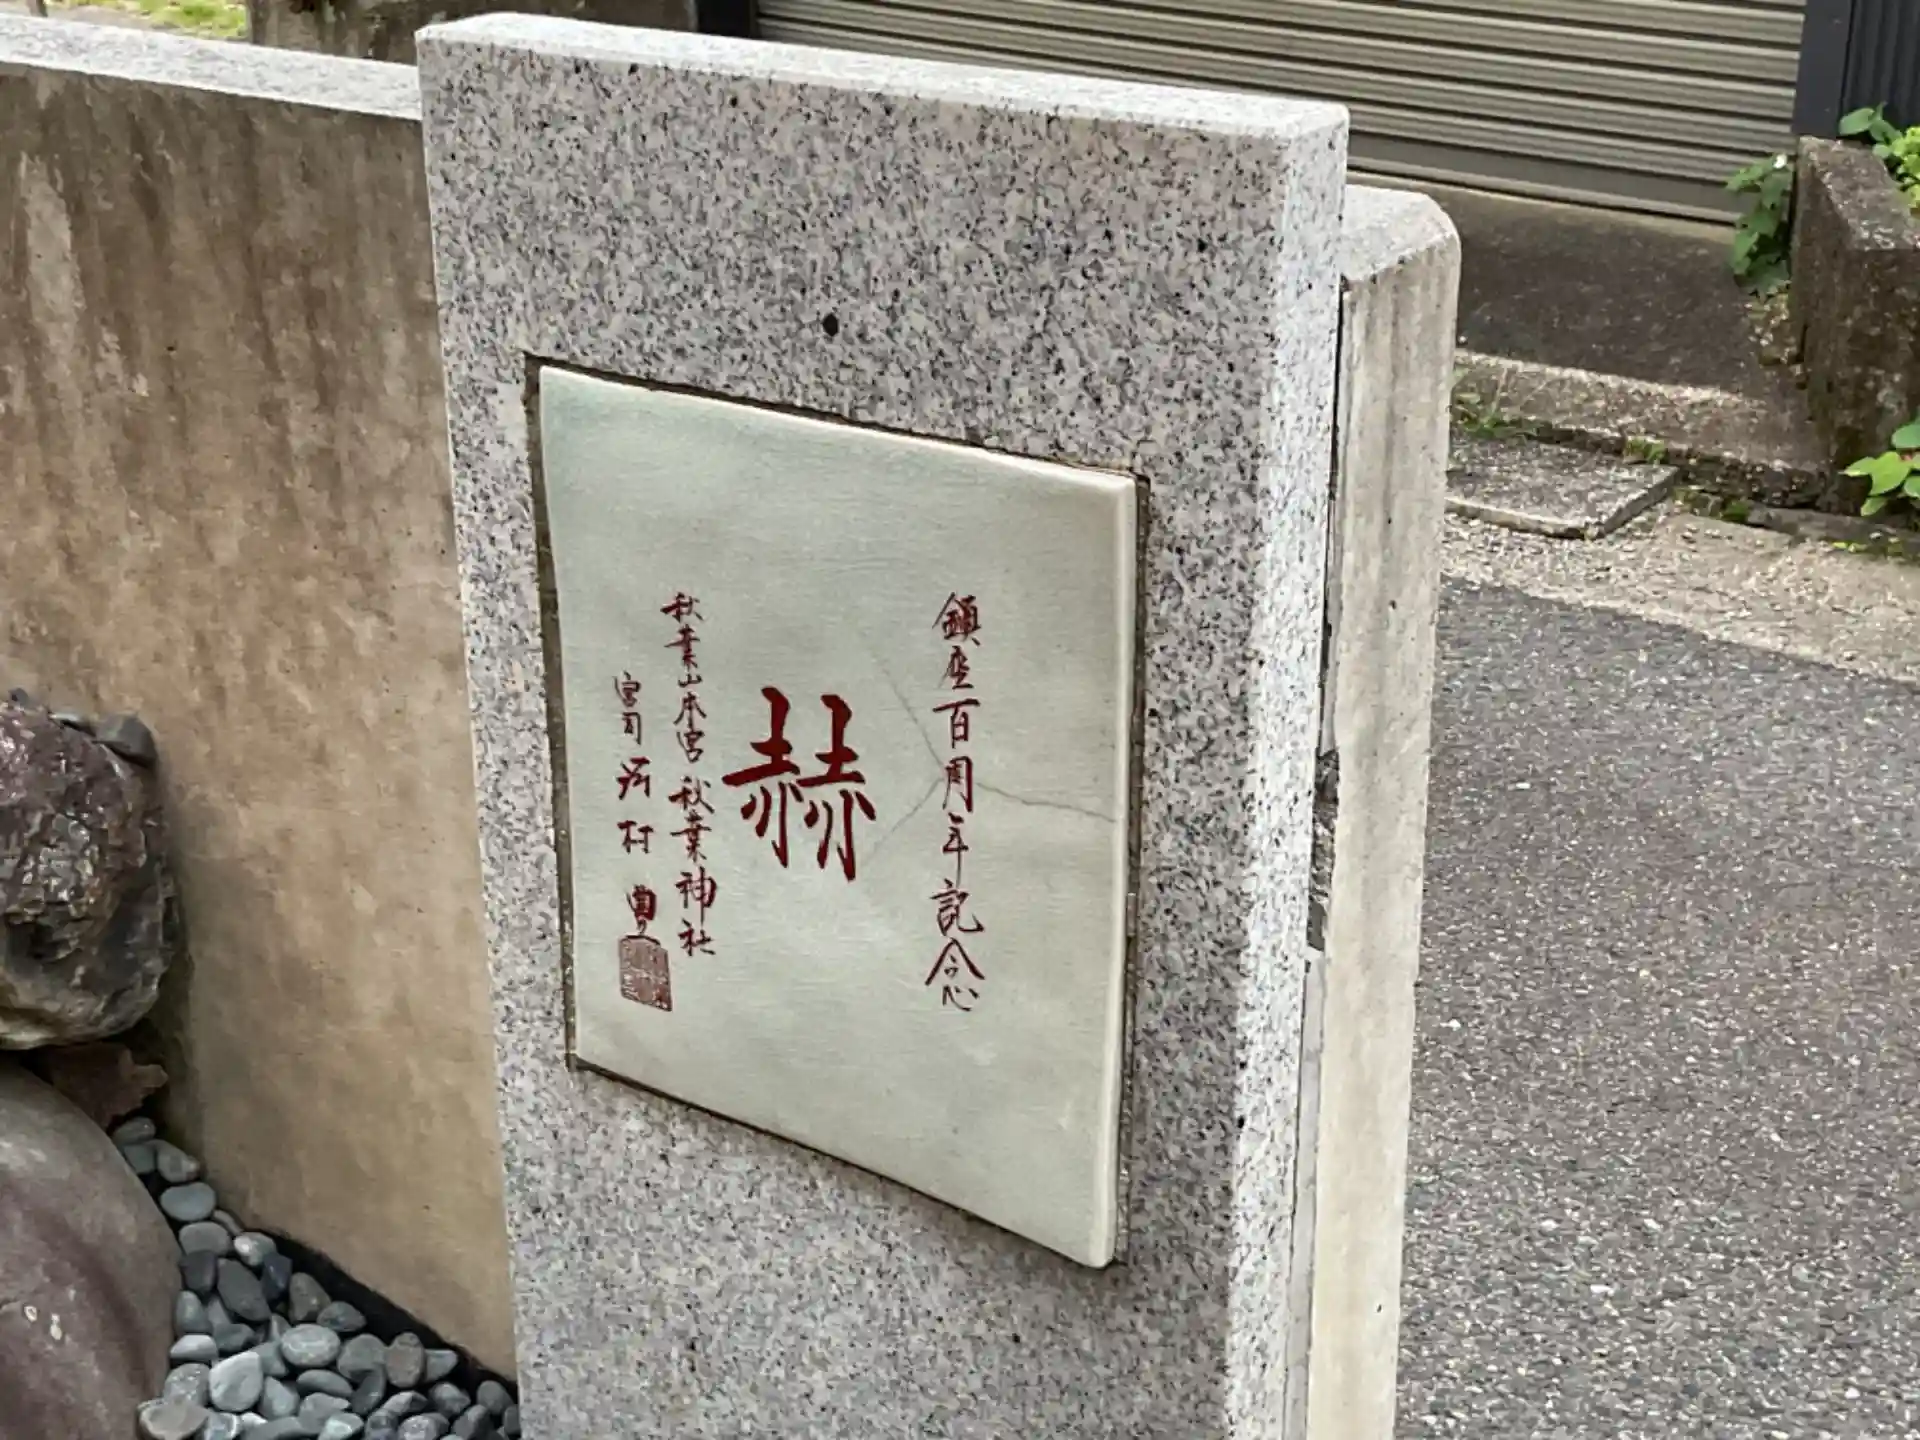 鎮座百周年記念
赫
秋葉山本宮秋葉神社
宮司 河村 豊